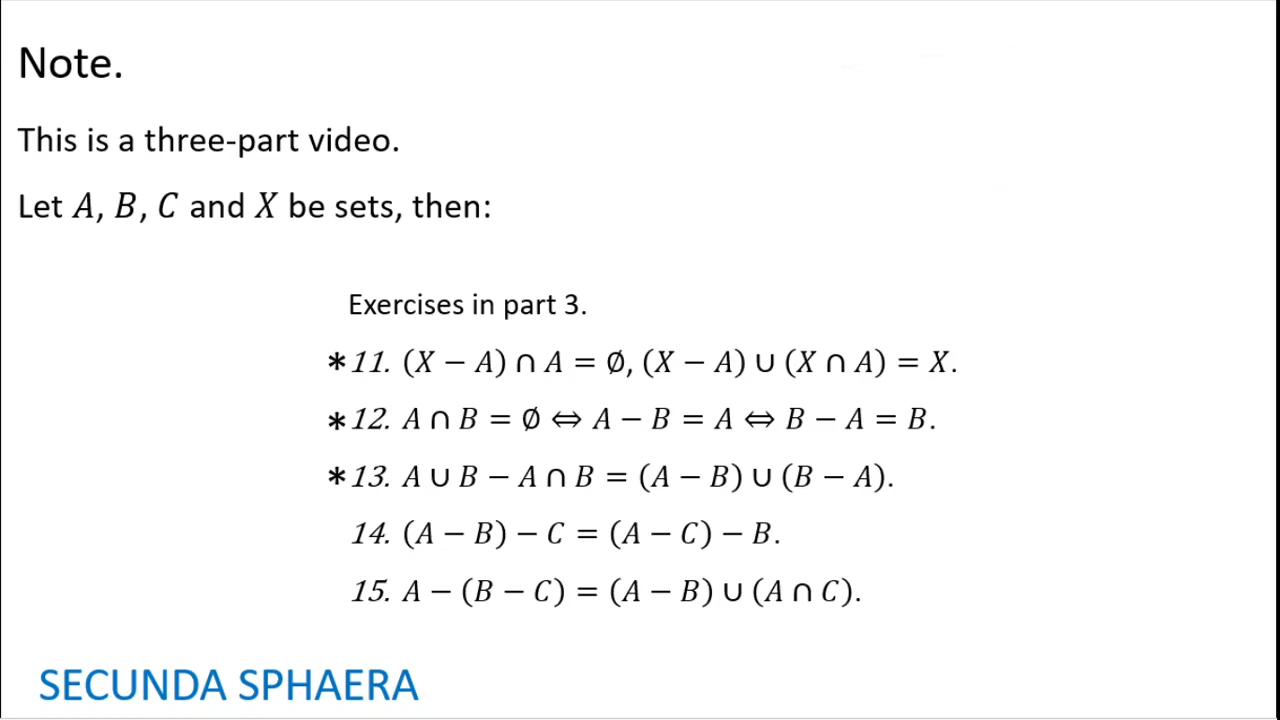 Note.
This is a three-part video.
Let A, B, C and X be sets, then:
Exercises in part 3.
*11. (X − A) ∩ A = ∅, (X − A) ∪ (X ∩ A) = X.
*12. A ∩ B = ∅ ⇔ A − B = A ⇔ B − A = B.
*13. A ∪ B − A ∩ B = (A − B) ∪ (B − A).
14. (A − B) − C = (A − C) − B.
15. A − (B − C) = (A − B) ∪ (A ∩ C).
SECUNDA SPHAERA